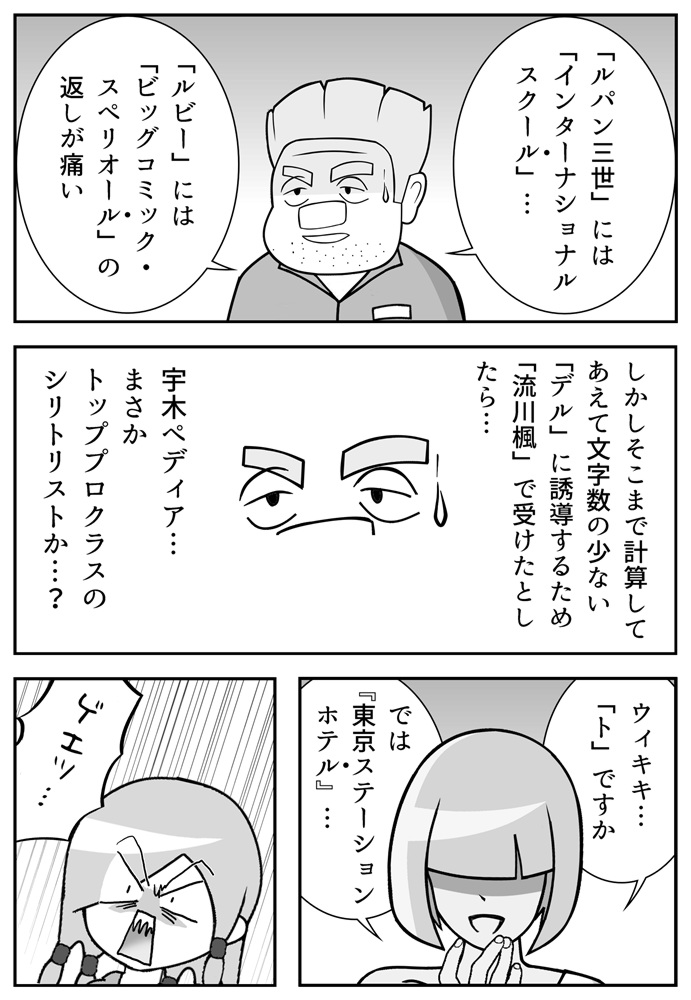 「ルパン三世」には
「インターナショナル
スクール」…
「ルビー」には
「ビッグコミック・
スペリオール」の
返しが痛い
しかしそこまで計算して
あえて文字数の少ない
「デル」に誘導するため
「流川楓」で受けたとし
たら…
宇木ペディア…
まさか
トッププロクラスの
シリトリストか…?
ウィキキ…
「ト」ですか
では
『東京ステーション
ホテル』…
ゲエッ…